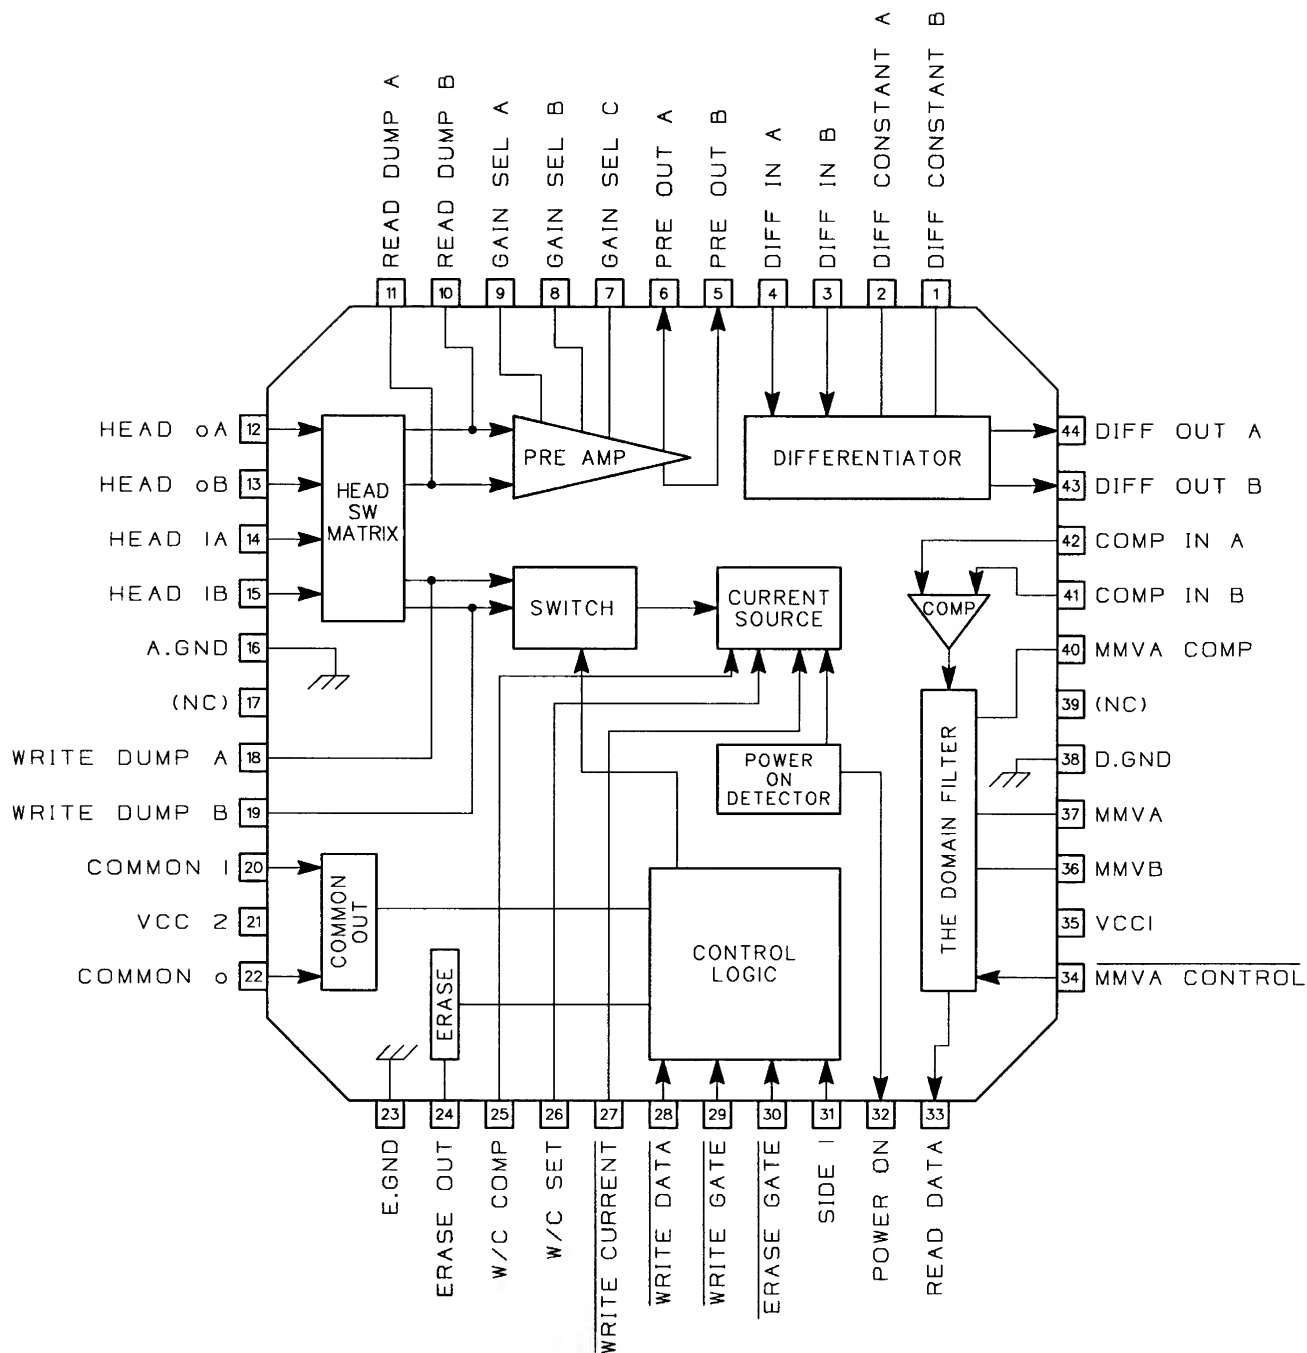 READ DUMP A
READ DUMP B
GAIN SEL A
GAIN SEL B
GAIN SEL C
PRE OUT A
PRE OUT B
DIFF IN A
DIFF IN B
DIFF CONSTANT A
DIFF CONSTANT B
11
10
9
8
7
6
5
4
3
2
1
HEAD oA
12
HEAD oB
13
HEAD 1A
14
HEAD 1B
15
A.GND
16
(NC)
17
WRITE DUMP A
18
WRITE DUMP B
19
COMMON 1
20
VCC 2
21
COMMON o
22
HEAD
SW
MATRIX
PRE AMP
DIFFERENTIATOR
SWITCH
CURRENT
SOURCE
COMP
POWER
ON
DETECTOR
THE DOMAIN FILTER
COMMON
OUT
ERASE
CONTROL
LOGIC
44
DIFF OUT A
43
DIFF OUT B
42
COMP IN A
41
COMP IN B
40
MMVA COMP
39
(NC)
38
D.GND
37
MMVA
36
MMVB
35
VCC1
34
MMVA CONTROL
23
24
25
26
27
28
29
30
31
32
33
E.GND
ERASE OUT
W/C COMP
W/C SET
WRITE CURRENT
WRITE DATA
WRITE GATE
ERASE GATE
SIDE 1
POWER ON
READ DATA